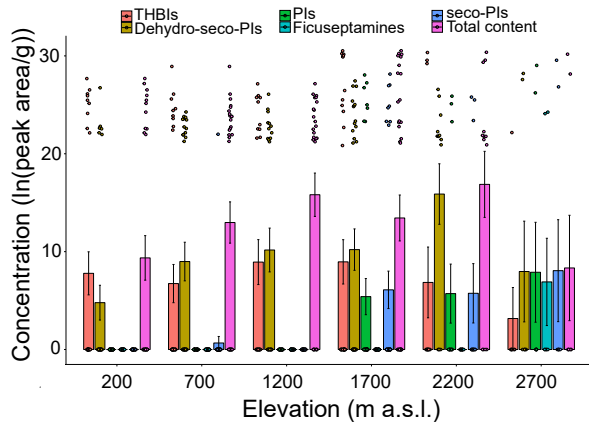 THBIs PIs seco-PIs
Dehydro-seco-PIs Ficuseptamines Total content
Concentration (ln(peak area/g))
30
20
10
0
200 700 1200 1700 2200 2700
Elevation (m a.s.l.)